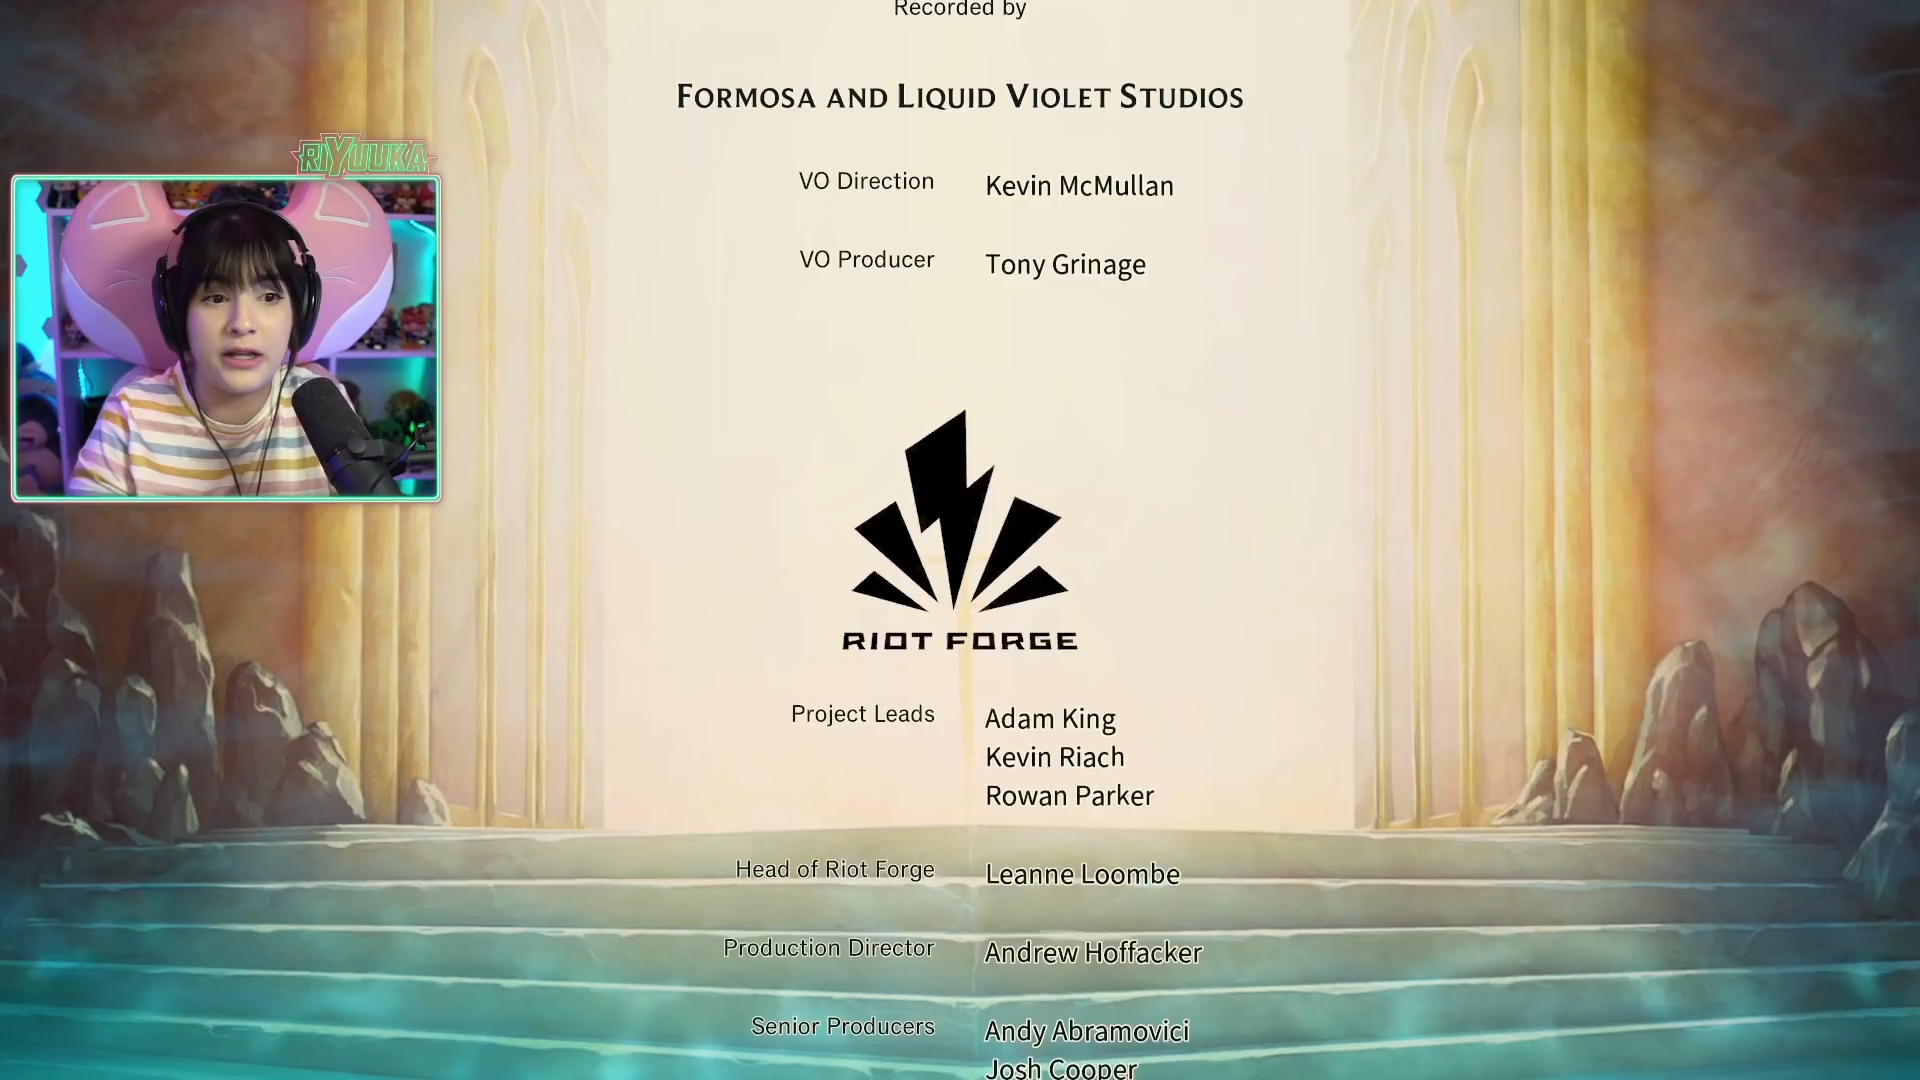 Recorded by
FORMOSA AND LIQUID VIOLET STUDIOS
RIYUUKA
VO Direction Kevin McMullan
VO Producer Tony Grinage
RIOT FORGE
Project Leads Adam King
Kevin Riach
Rowan Parker
Head of Riot Forge Leanne Loombe
Production Director Andrew Hoffacker
Senior Producers Andy Abramovici
Josh Cooper